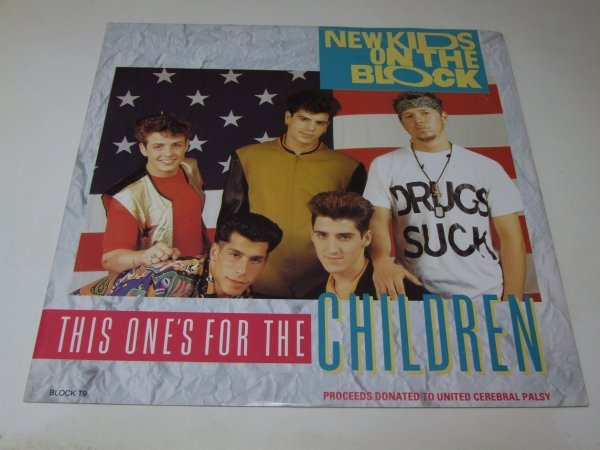 NEW KIDS
ON THE
BLOCK
DRUGS
SUCK
THIS ONE'S FOR THE CHILDREN
BLOCK T9
PROCEEDS DONATED TO UNITED CEREBRAL PALSY